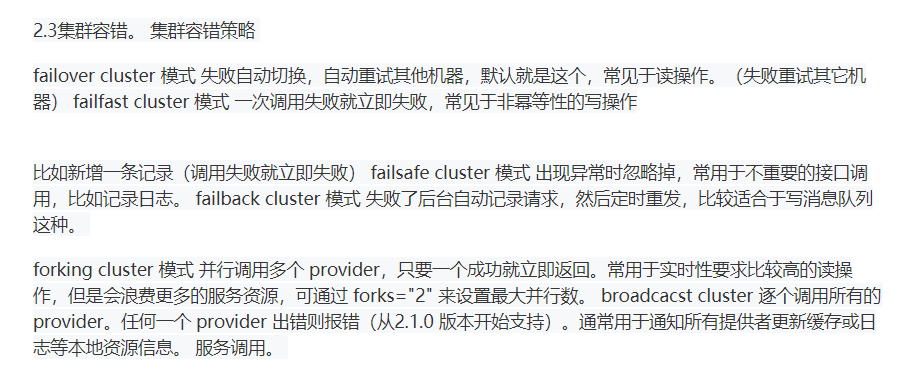 2.3集群容错。 集群容错策略
failover cluster 模式 失败自动切换，自动重试其他机器，默认就是这个，常见于读操作。（失败重试其它机
器） failfast cluster 模式 一次调用失败就立即失败，常见于非幂等性的写操作
比如新增一条记录（调用失败就立即失败） failsafe cluster 模式 出现异常时忽略掉，常用于不重要的接口调
用，比如记录日志。 failback cluster 模式 失败了后台自动记录请求，然后定时重发，比较适合于写消息队列
这种。
forking cluster 模式 并行调用多个 provider，只要一个成功就立即返回。常用于实时性要求比较高的读操
作，但是会浪费更多的服务资源，可通过 forks="2" 来设置最大并行数。 broadcacst cluster 逐个调用所有的
provider。任何一个 provider 出错则报错（从2.1.0 版本开始支持）。通常用于通知所有提供者更新缓存或日
志等本地资源信息。 服务调用。